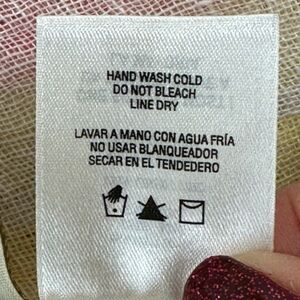 HAND WASH COLD
DO NOT BLEACH
LINE DRY
LAVAR A MANO CON AGUA FRÍA
NO USAR BLANQUEADOR
SECAR EN EL TENDEDERO